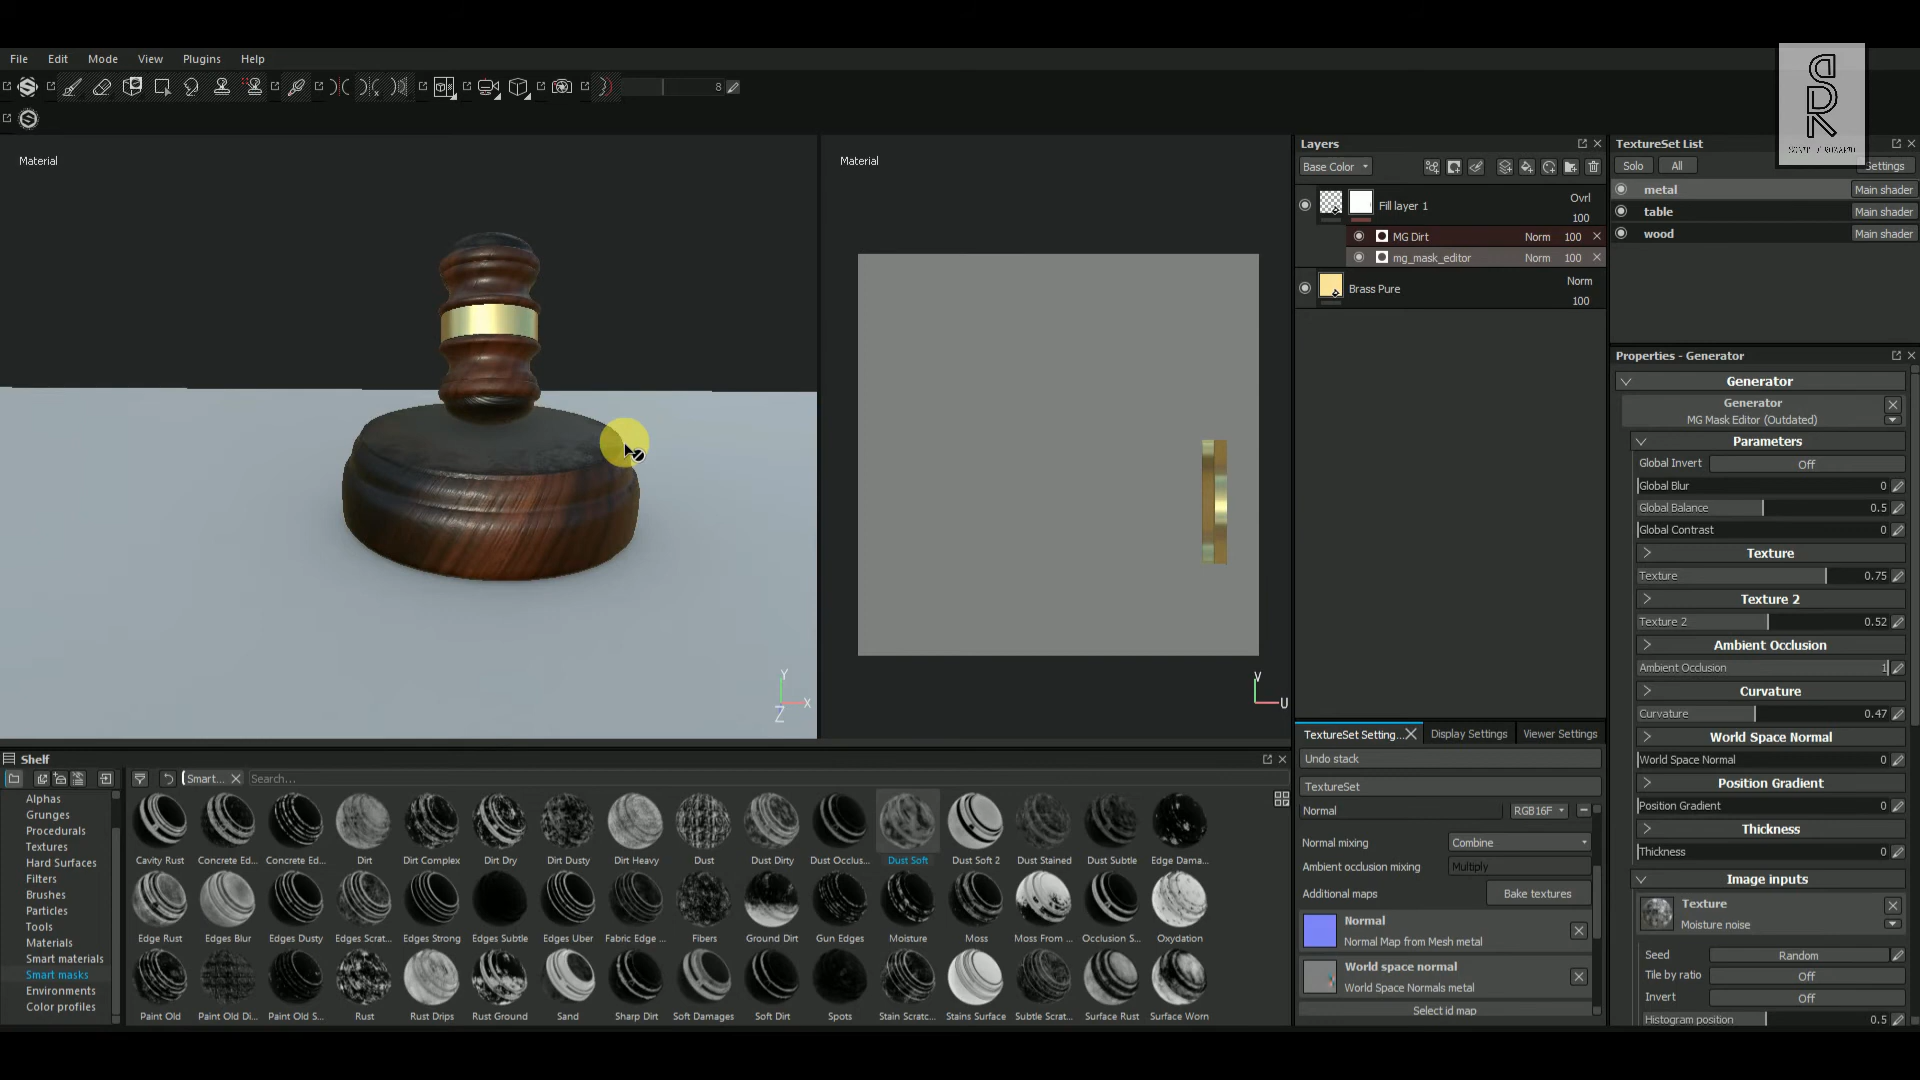 File Edit Mode View Plugins Help
8
Material
Material
Layers
Base Color
Fill layer 1 Ovrl
100
MG Dirt Norm 100
mg_mask_editor Norm 100
Brass Pure Norm
100
TextureSet List
Solo All Settings
metal Main shader
table Main shader
wood Main shader
Properties - Generator
Generator
Generator
MG Mask Editor (Outdated)
Parameters
Global Invert Off
Global Blur 0
Global Balance 0.5
Global Contrast 0
Texture
Texture 0.75
Texture 2
Texture 2 0.52
Ambient Occlusion
Ambient Occlusion 1
Curvature
Curvature 0.47
World Space Normal
World Space Normal 0
Position Gradient
Position Gradient 0
Thickness
Thickness 0
Image inputs
Texture
Moisture noise
Seed Random
Tile by ratio Off
Invert Off
Histogram position 0.5
Y
X
Z
V
U
TextureSet Setting... Display Settings Viewer Settings
Undo stack
TextureSet
Normal RGB16F
Normal mixing Combine
Ambient occlusion mixing Multiply
Additional maps Bake textures
Normal
Normal Map from Mesh metal
World space normal
World Space Normals metal
Select id map
Shelf
Smart... Search...
Alphas
Grunges
Procedurals
Textures
Hard Surfaces
Filters
Brushes
Particles
Tools
Materials
Smart materials
Smart masks
Environments
Color profiles
Cavity Rust Concrete Ed... Concrete Ed... Dirt Dirt Complex Dirt Dry Dirt Dusty Dirt Heavy Dust Dust Dirty Dust Occlus... Dust Soft Dust Soft 2 Dust Stained Dust Subtle Edge Dama...
Edge Rust Edges Blur Edges Dusty Edges Scrat... Edges Strong Edges Subtle Edges Uber Fabric Edge ... Fibers Ground Dirt Gun Edges Moisture Moss Moss From ... Occlusion S... Oxydation
Paint Old Paint Old Di... Paint Old S... Rust Rust Drips Rust Ground Sand Sharp Dirt Soft Damages Soft Dirt Spots Stain Scratc... Stains Surface Subtle Scrat... Surface Rust Surface Worn